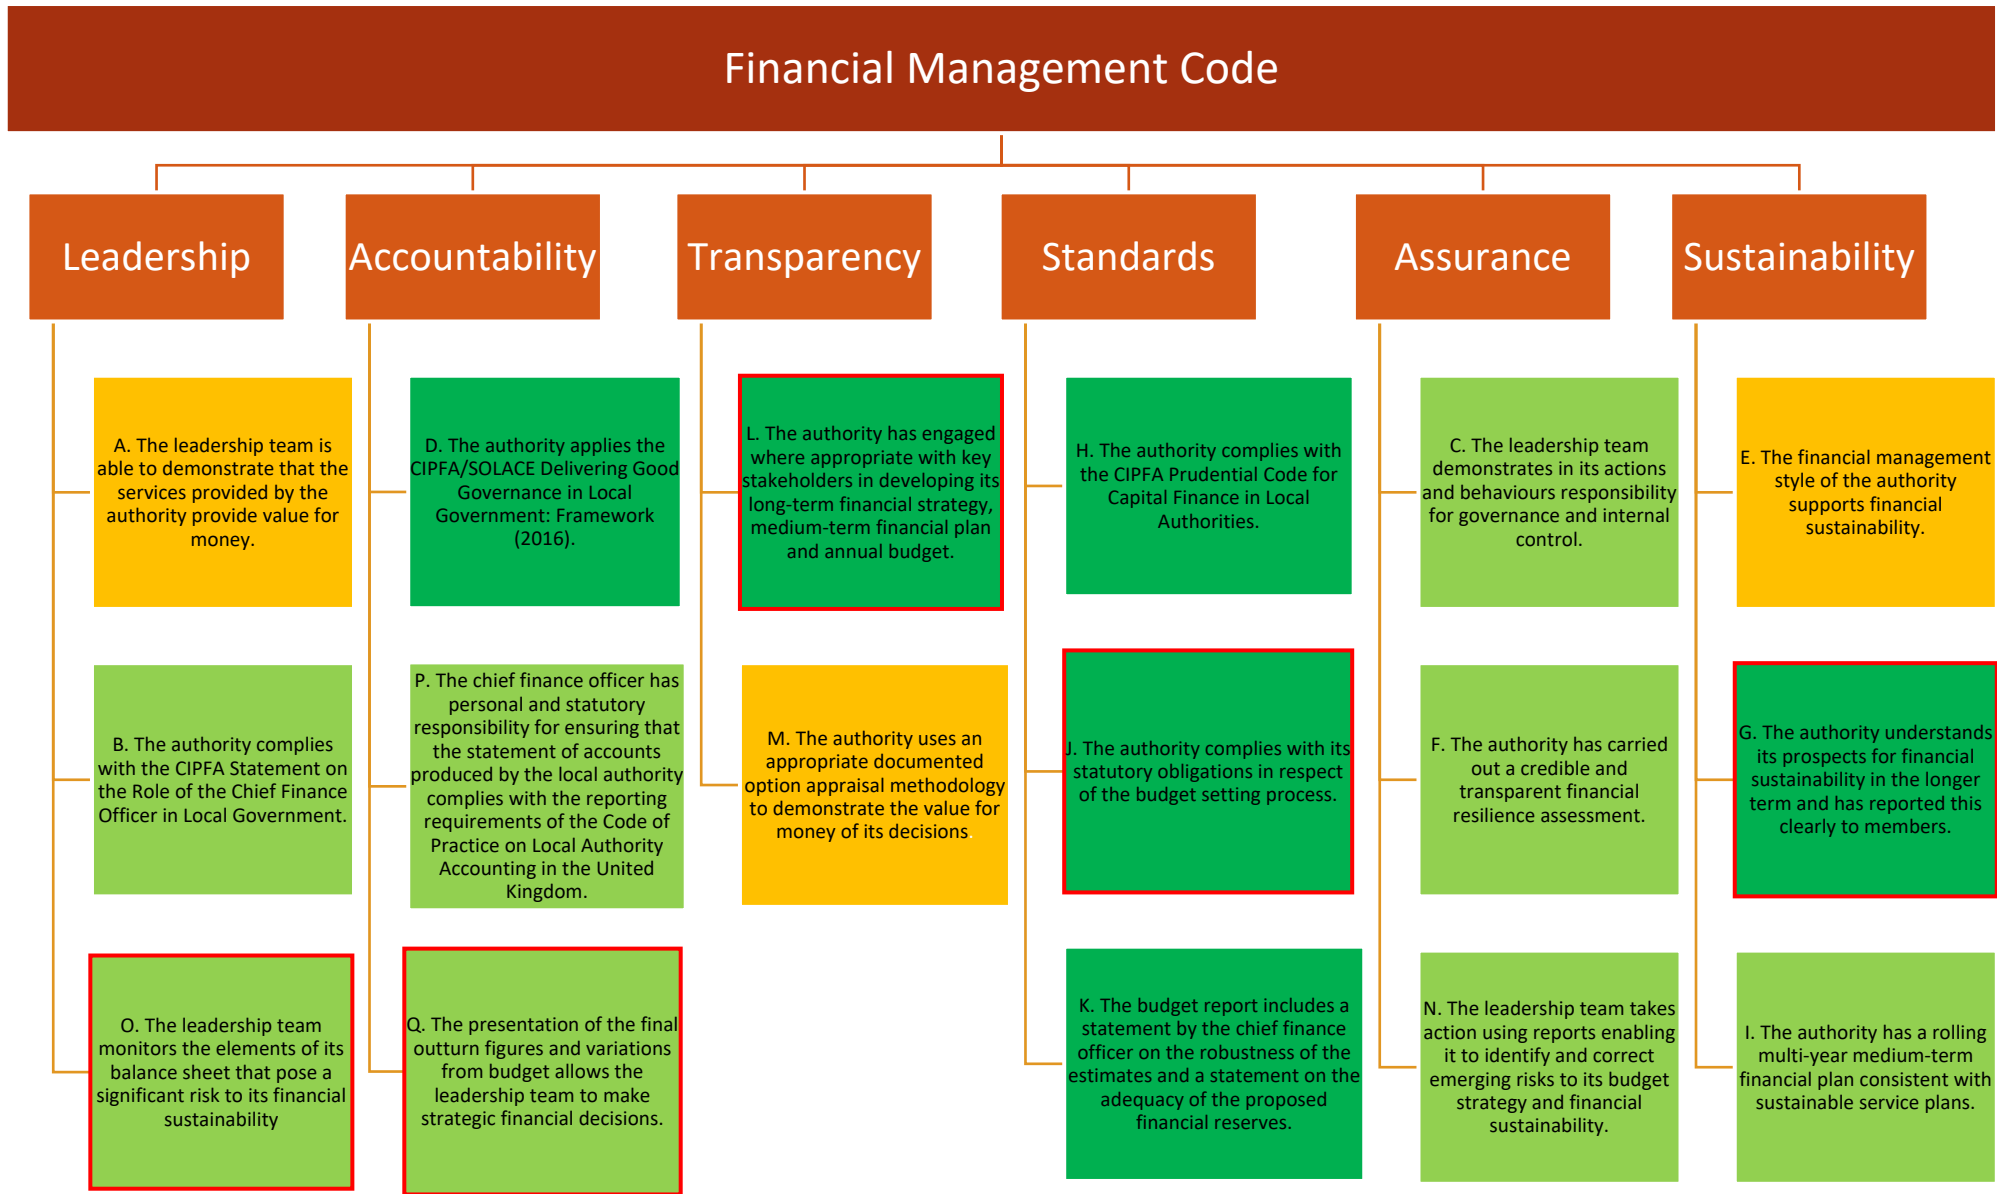 Financial Management Code
Leadership
Accountability
Transparency
Standards
Assurance
Sustainability
A. The leadership team is
able to demonstrate that the
services provided by the
authority provide value for
money.
B. The authority complies
with the CIPFA Statement on
the Role of the Chief Finance
Officer in Local Government.
O. The leadership team
monitors the elements of its
balance sheet that pose a
significant risk to its financial
sustainability
D. The authority applies the
CIPFA/SOLACE Delivering Good
Governance in Local
Government: Framework
(2016).
P. The chief finance officer has
personal and statutory
responsibility for ensuring that
the statement of accounts
produced by the local authority
complies with the reporting
requirements of the Code of
Practice on Local Authority
Accounting in the United
Kingdom.
Q. The presentation of the final
outturn figures and variations
from budget allows the
leadership team to make
strategic financial decisions.
L. The authority has engaged
where appropriate with key
stakeholders in developing its
long-term financial strategy,
medium-term financial plan
and annual budget.
M. The authority uses an
appropriate documented
option appraisal methodology
to demonstrate the value for
money of its decisions.
H. The authority complies with
the CIPFA Prudential Code for
Capital Finance in Local
Authorities.
J. The authority complies with its
statutory obligations in respect
of the budget setting process.
K. The budget report includes a
statement by the chief finance
officer on the robustness of the
estimates and a statement on the
adequacy of the proposed
financial reserves.
C. The leadership team
demonstrates in its actions
and behaviours responsibility
for governance and internal
control.
F. The authority has carried
out a credible and
transparent financial
resilience assessment.
N. The leadership team takes
action using reports enabling
it to identify and correct
emerging risks to its budget
strategy and financial
sustainability.
E. The financial management
style of the authority
supports financial
sustainability.
G. The authority understands
its prospects for financial
sustainability in the longer
term and has reported this
clearly to members.
I. The authority has a rolling
multi-year medium-term
financial plan consistent with
sustainable service plans.